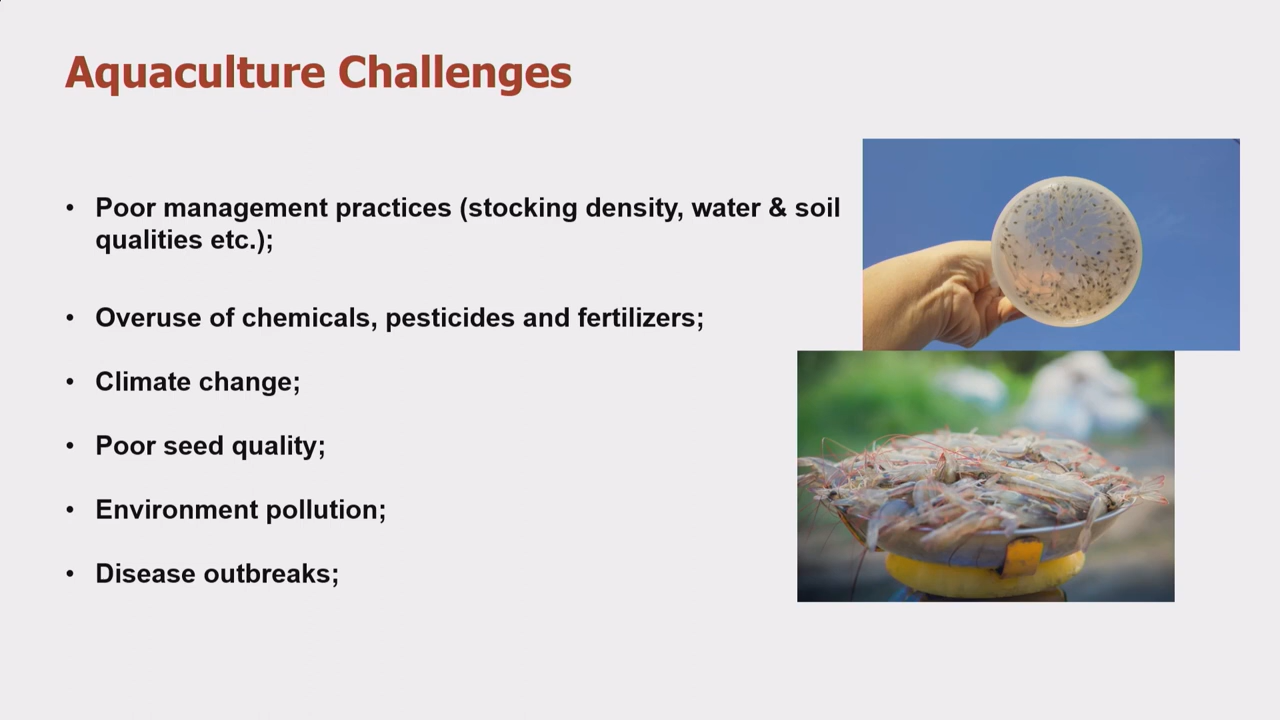 Aquaculture Challenges
• Poor management practices (stocking density, water & soil
qualities etc.);
• Overuse of chemicals, pesticides and fertilizers;
• Climate change;
• Poor seed quality;
• Environment pollution;
• Disease outbreaks;